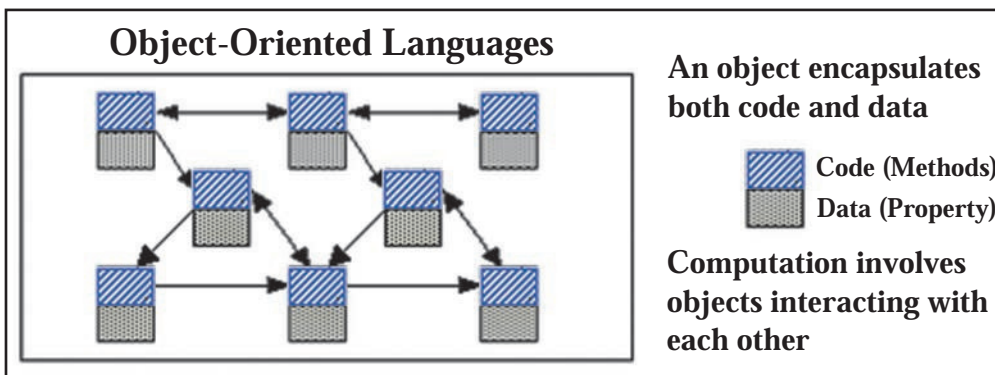 Object-Oriented Languages
An object encapsulates
both code and data
Code (Methods)
Data (Property)
Computation involves
objects interacting with
each other